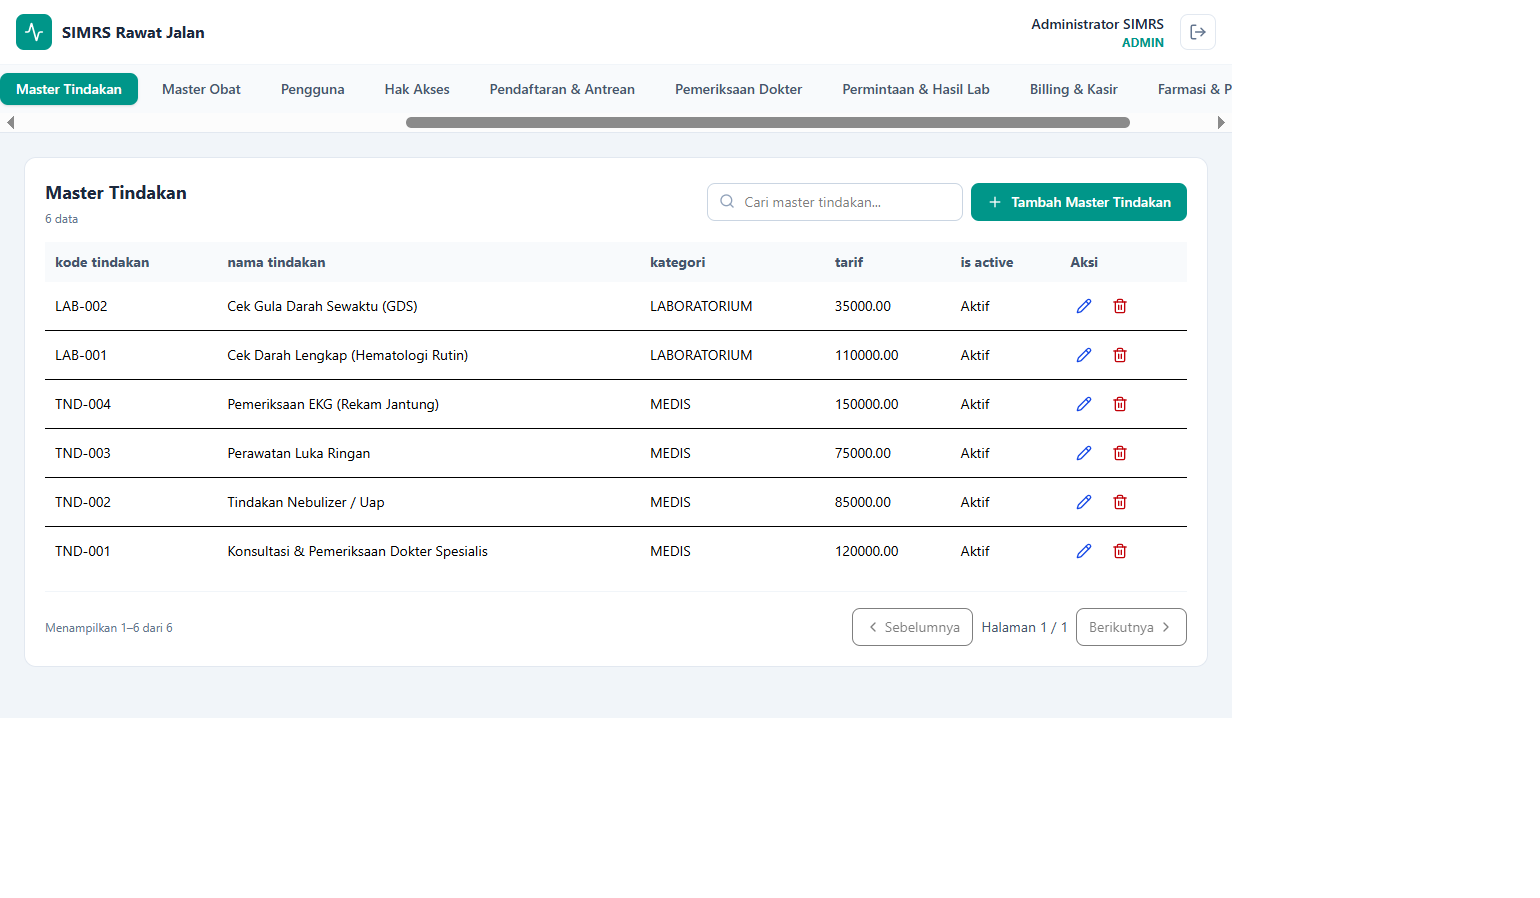 SIMRS Rawat Jalan
Administrator SIMRS
ADMIN
Master Tindakan Master Obat Pengguna Hak Akses Pendaftaran & Antrean Pemeriksaan Dokter Permintaan & Hasil Lab Billing & Kasir Farmasi & P
Master Tindakan
6 data
Cari master tindakan...
Tambah Master Tindakan
kode tindakan nama tindakan kategori tarif is active Aksi
LAB-002 Cek Gula Darah Sewaktu (GDS) LABORATORIUM 35000.00 Aktif
LAB-001 Cek Darah Lengkap (Hematologi Rutin) LABORATORIUM 110000.00 Aktif
TND-004 Pemeriksaan EKG (Rekam Jantung) MEDIS 150000.00 Aktif
TND-003 Perawatan Luka Ringan MEDIS 75000.00 Aktif
TND-002 Tindakan Nebulizer / Uap MEDIS 85000.00 Aktif
TND-001 Konsultasi & Pemeriksaan Dokter Spesialis MEDIS 120000.00 Aktif
Menampilkan 1–6 dari 6
Sebelumnya Halaman 1 / 1 Berikutnya